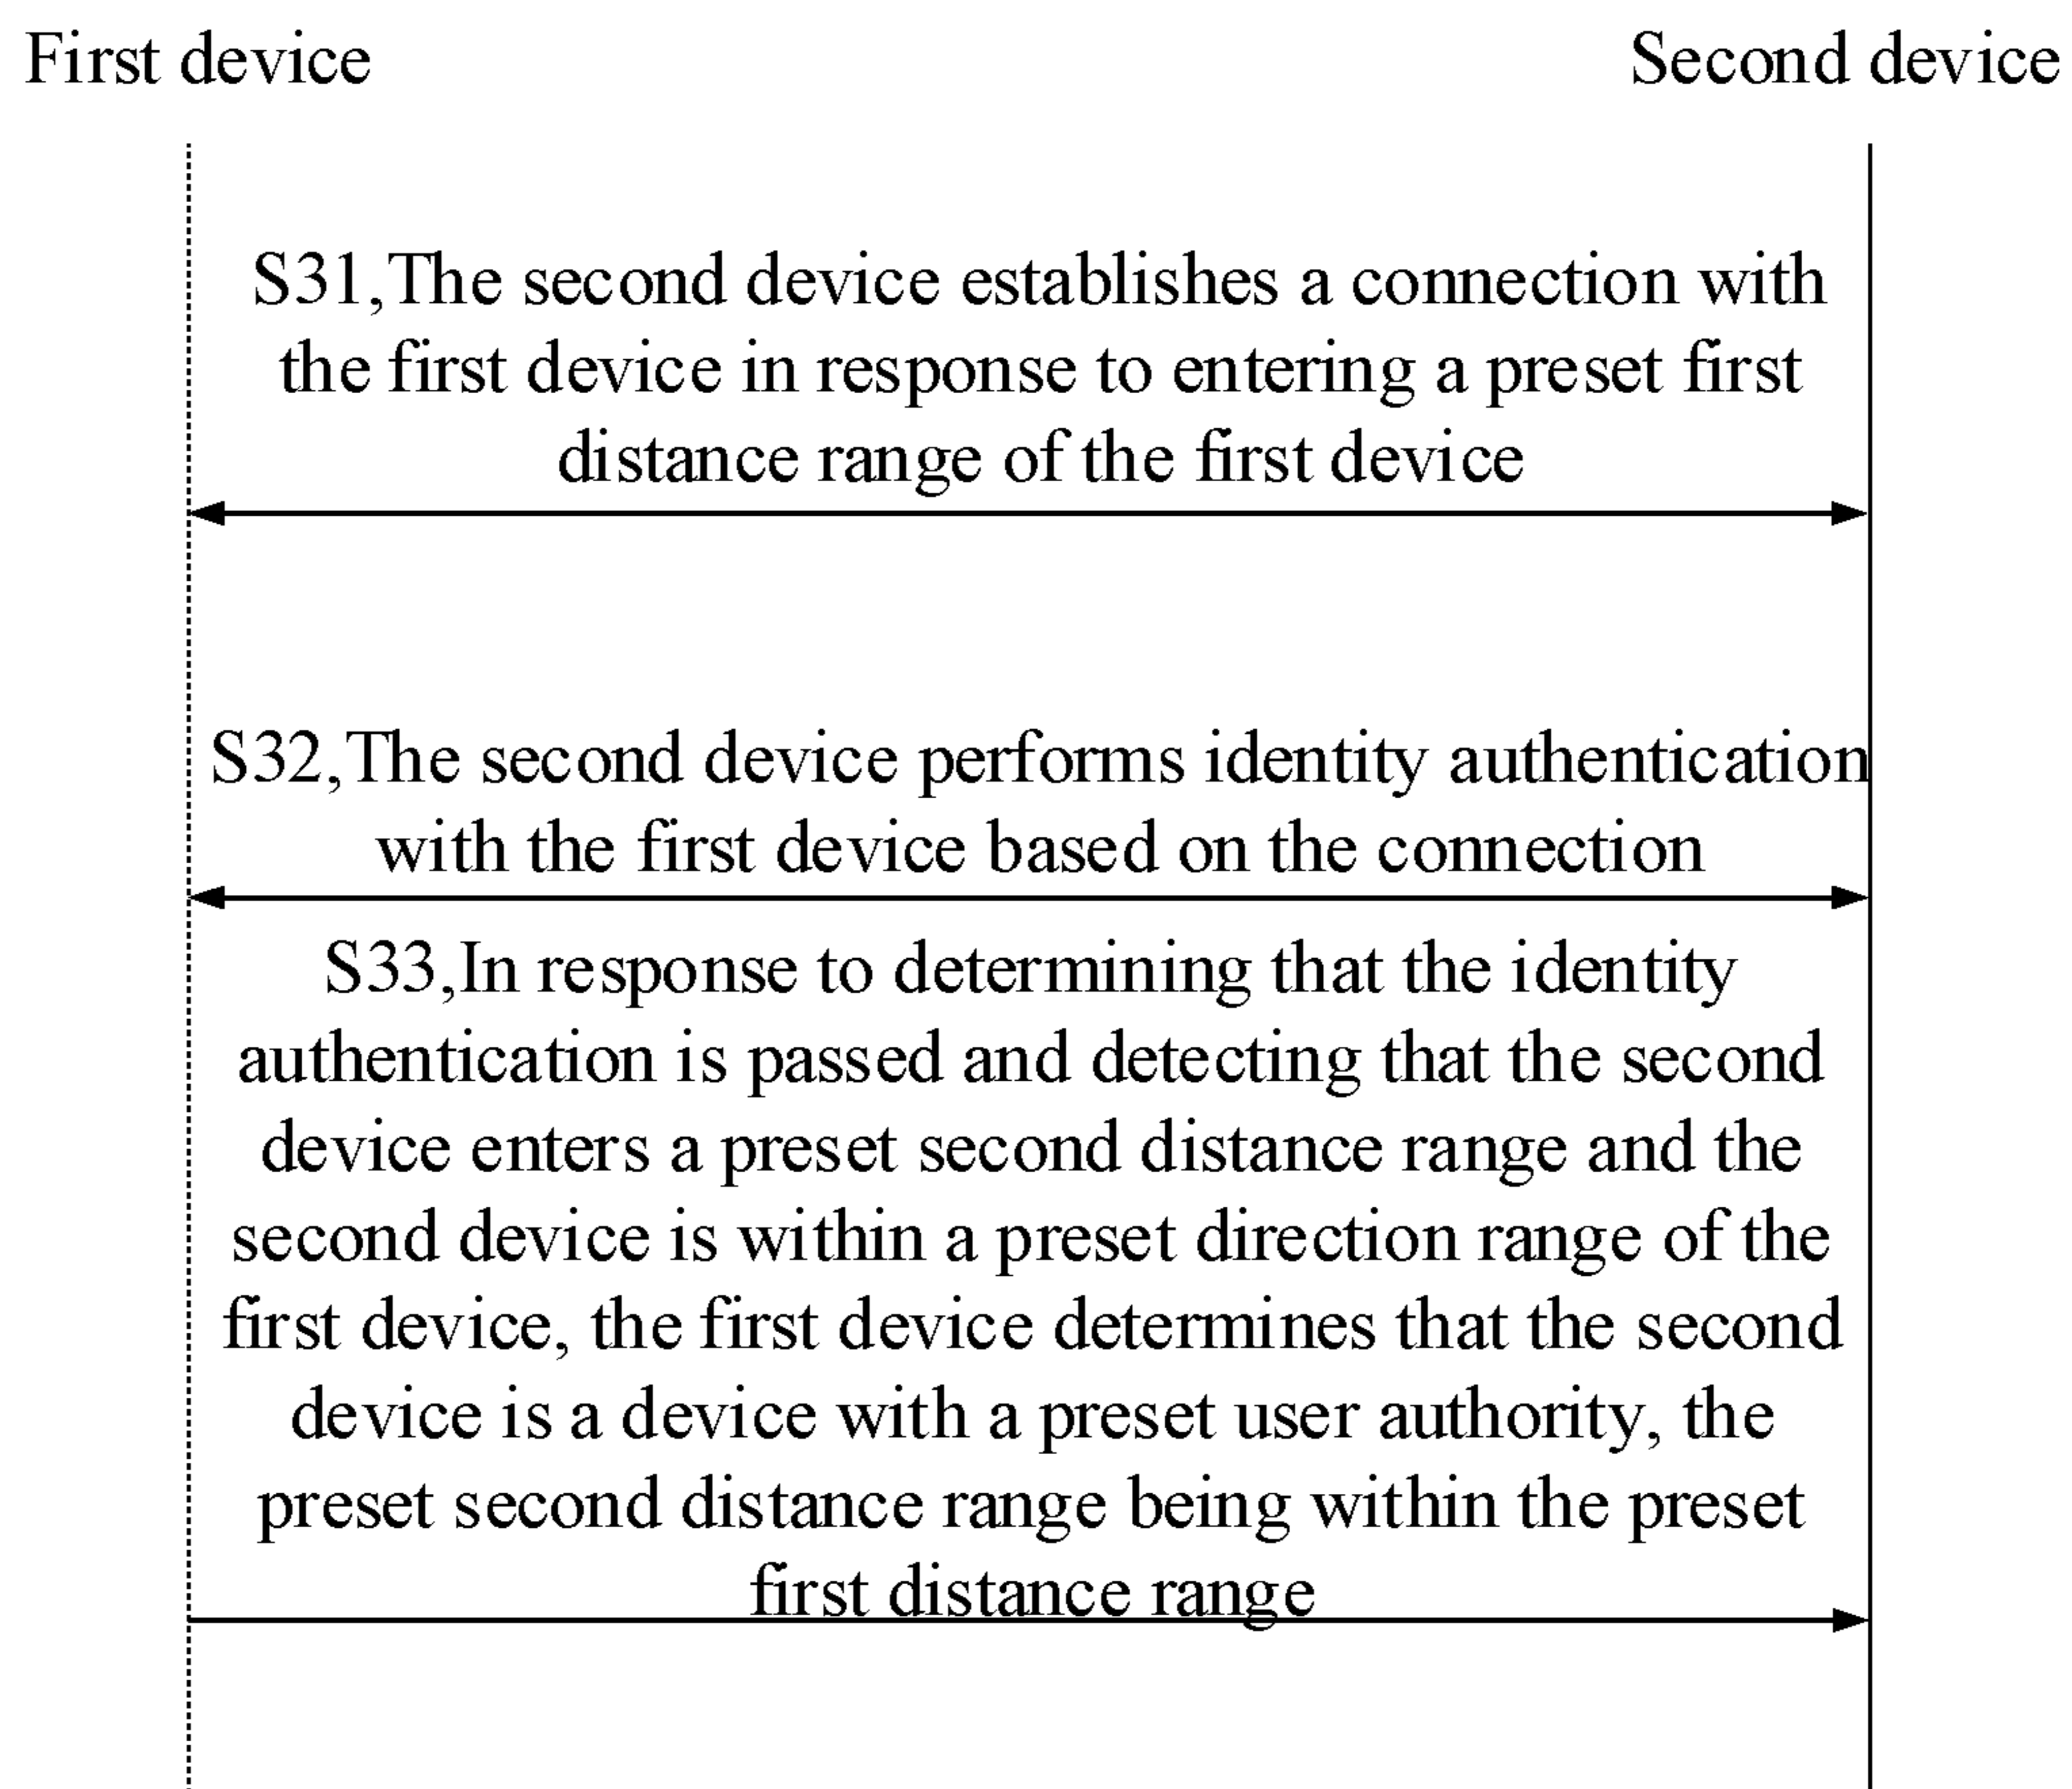 First device
Second device
S31,The second device establishes a connection with
the first device in response to entering a preset first
distance range of the first device
S32,The second device performs identity authentication
with the first device based on the connection
S33,In response to determining that the identity
authentication is passed and detecting that the second
device enters a preset second distance range and the
second device is within a preset direction range of the
first device, the first device determines that the second
device is a device with a preset user authority, the
preset second distance range being within the preset
first distance range